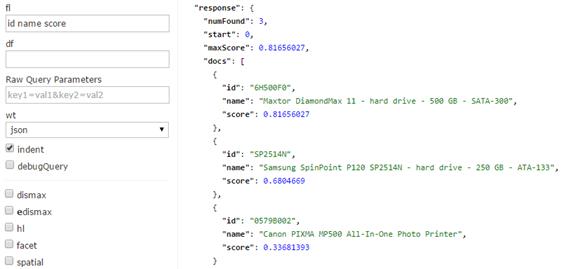 fl
id name score
df
Raw Query Parameters
key1=val1&key2=val2
wt
json
indent
debugQuery
dismax
edismax
hl
facet
spatial
"response": {
"numFound": 3,
"start": 0,
"maxScore": 0.81656027,
"docs": [
{
"id": "6H500F0",
"name": "Maxtor DiamondMax 11 - hard drive - 500 GB - SATA-300",
"score": 0.81656027
},
{
"id": "SP2514N",
"name": "Samsung SpinPoint P120 SP2514N - hard drive - 250 GB - ATA-133",
"score": 0.6804669
},
{
"id": "0579B002",
"name": "Canon PIXMA MP500 All-In-One Photo Printer",
"score": 0.33681393
}